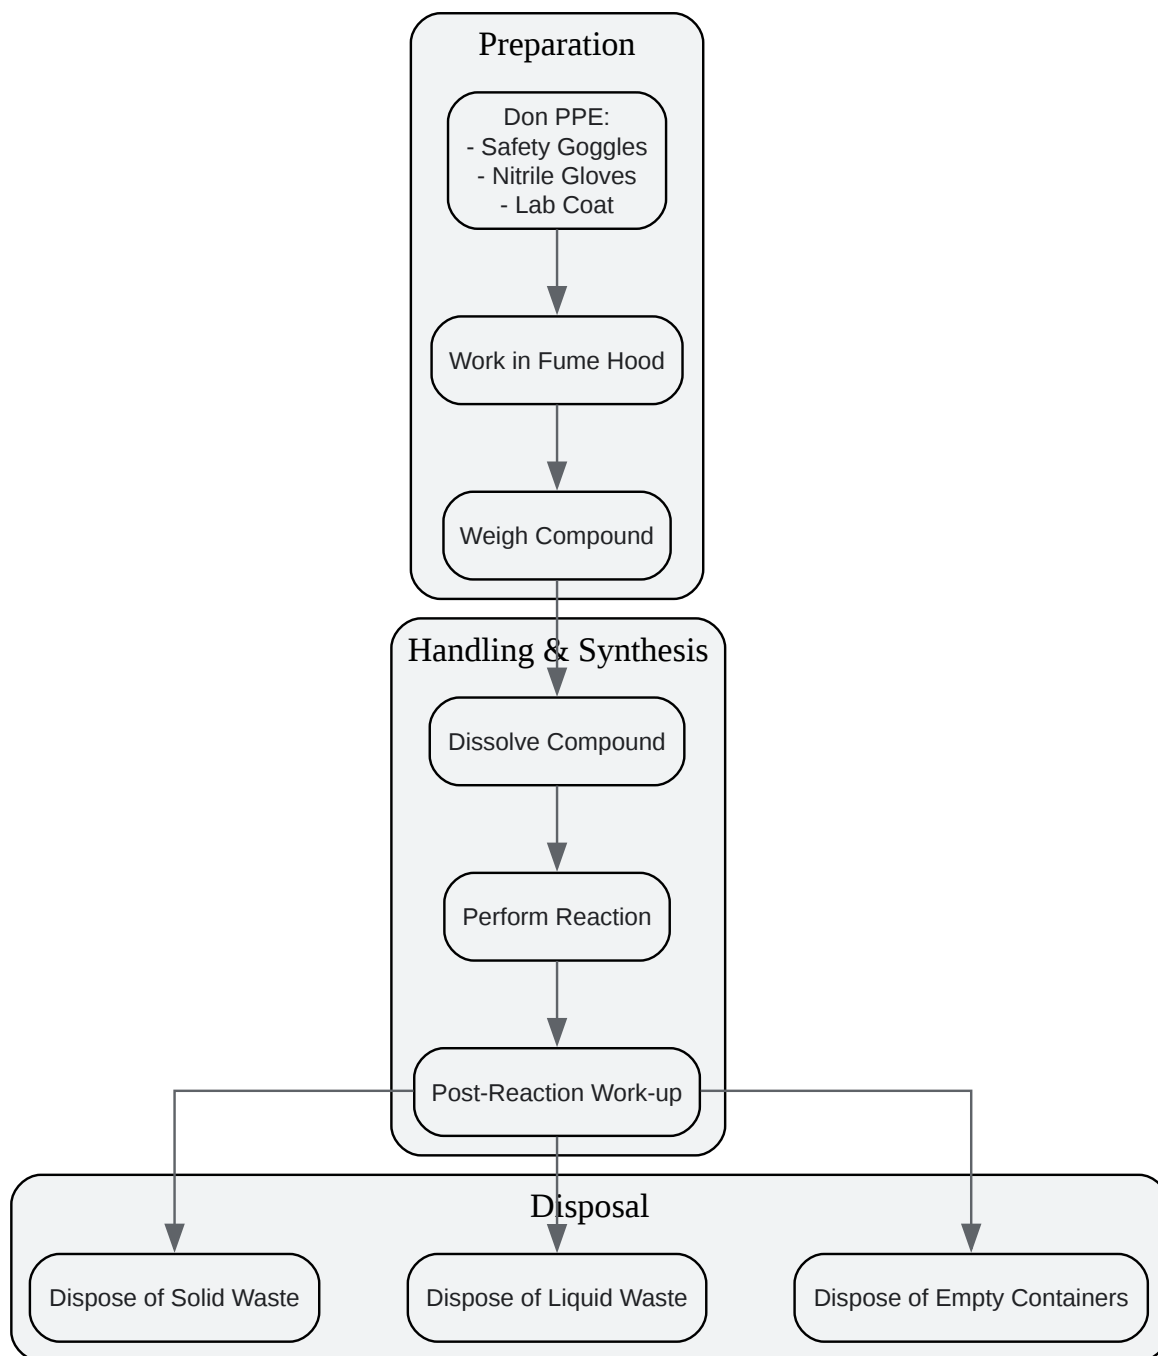 Preparation
Don PPE:
- Safety Goggles
- Nitrile Gloves
- Lab Coat
Work in Fume Hood
Weigh Compound
Handling & Synthesis
Dissolve Compound
Perform Reaction
Post-Reaction Work-up
Disposal
Dispose of Solid Waste
Dispose of Liquid Waste
Dispose of Empty Containers